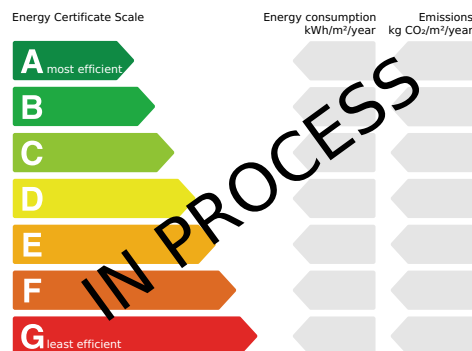 Energy Certificate Scale
Energy consumption
kWh/m²/year
Emissions
kg CO₂/m²/year
A most efficient
B
C
D
E
F
G least efficient
IN PROCESS